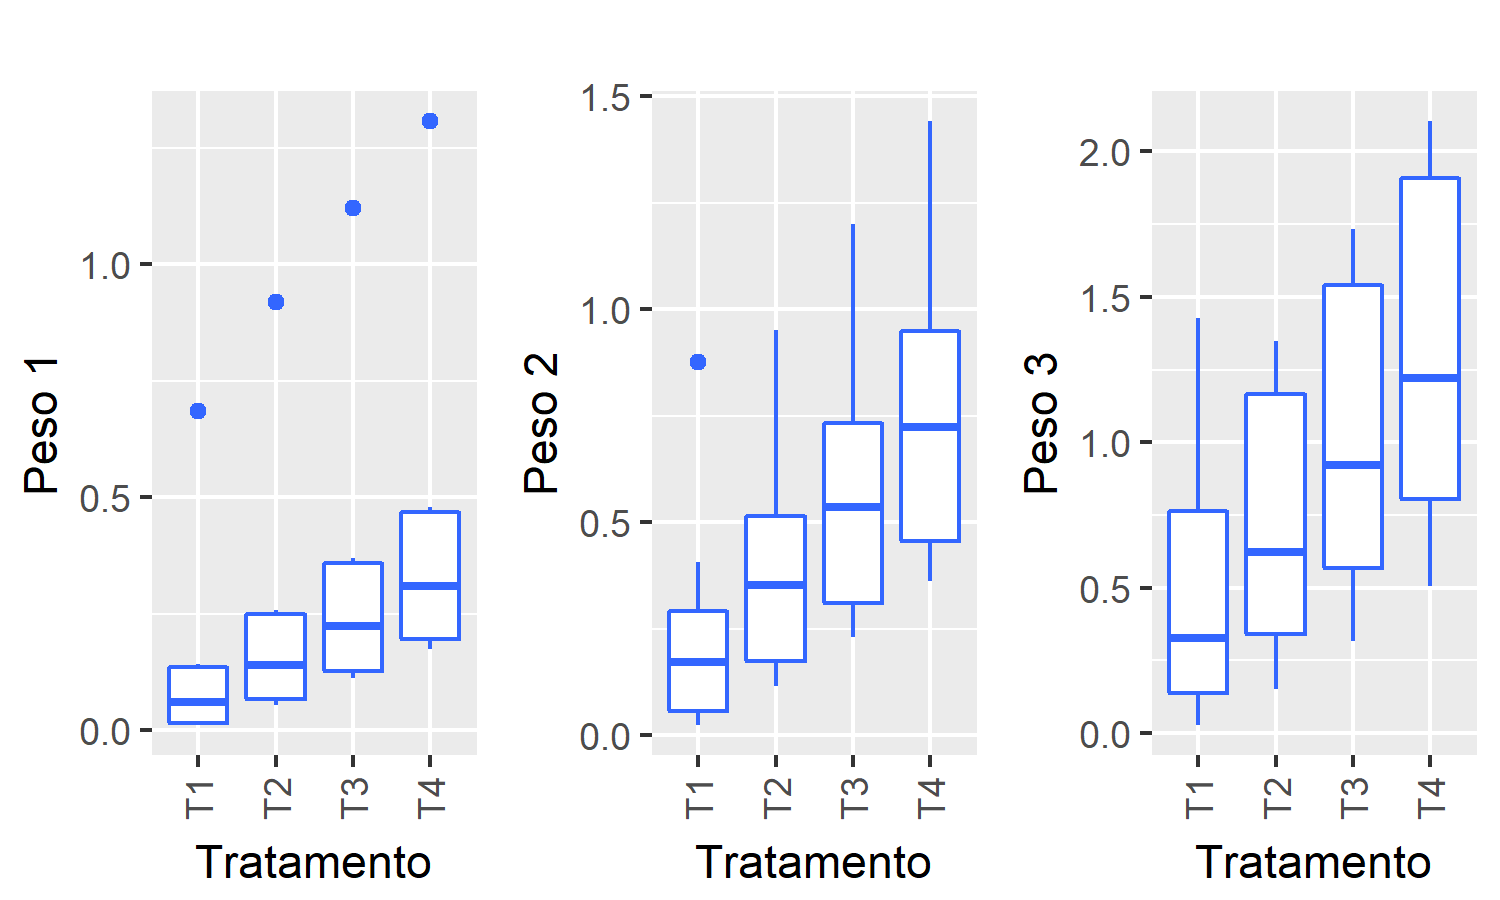 Peso 1
1.0
0.5
0.0
T1
T2
T3
T4
Tratamento
Peso 2
1.5
1.0
0.5
0.0
T1
T2
T3
T4
Tratamento
Peso 3
2.0
1.5
1.0
0.5
0.0
T1
T2
T3
T4
Tratamento